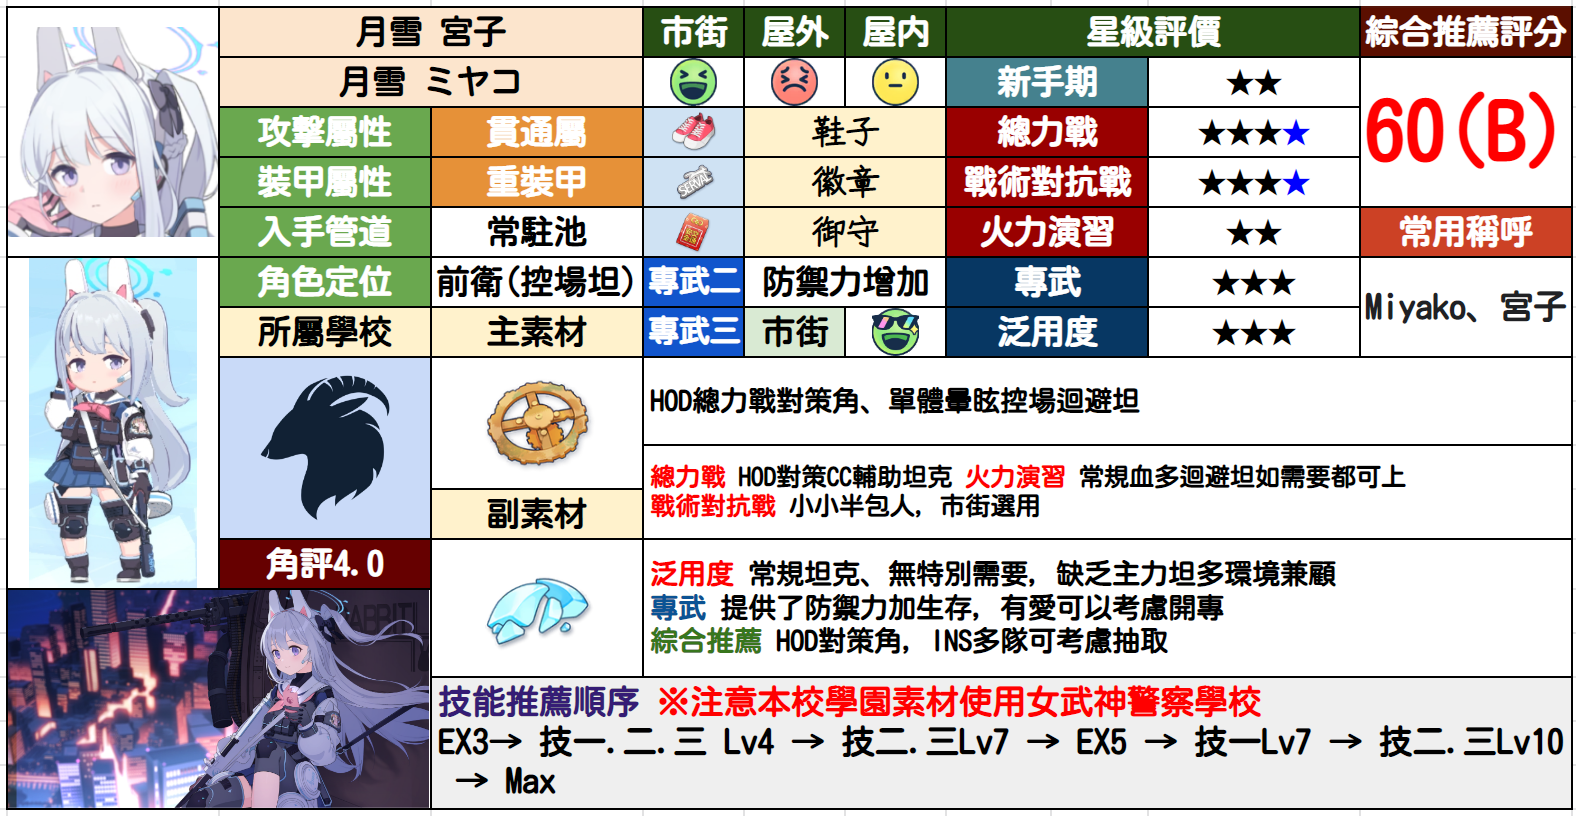 月雪 宮子
市街
屋外
屋内
星級評價
綜合推薦評分
月雪 ミヤコ
新手期
★★
60(B)
攻擊屬性
貫通屬
鞋子
總力戰
★★★★
裝甲屬性
重裝甲
SERVAL
徽章
戰術對抗戰
★★★★
入手管道
常駐池
御守
火力演習
★★
常用稱呼
角色定位
前衛(控場坦)
專武二
防禦力增加
專武
★★★
Miyako、宮子
所屬學校
主素材
專武三
市街
泛用度
★★★
HOD總力戰對策角、單體暈眩控場迴避坦
總力戰 HOD對策CC輔助坦克 火力演習 常規血多迴避坦如需要都可上
戰術對抗戰 小小半包人, 市街選用
副素材
角評4.0
泛用度 常規坦克、無特別需要, 缺乏主力坦多環境兼顧
專武 提供了防禦力加生存, 有愛可以考慮開專
綜合推薦 HOD對策角, INS多隊可考慮抽取
技能推薦順序 ※注意本校學園素材使用女武神警察學校
EX3→ 技一.二.三 Lv4 → 技二.三Lv7 → EX5 → 技一Lv7 → 技二.三Lv10
→ Max